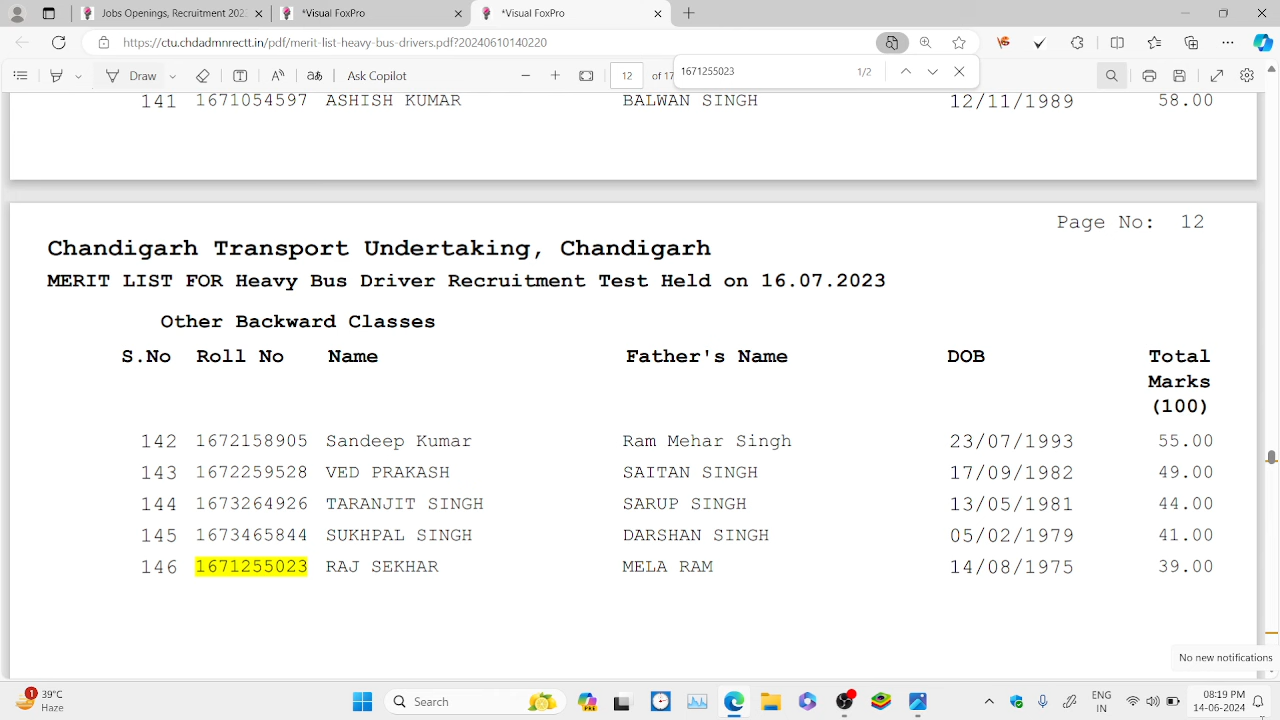 Jobs Openings, Recruitment 202
*Visual FoxPro
*Visual FoxPro
https://ctu.chdadmnrectt.in/pdf/merit-list-heavy-bus-drivers.pdf?20240610140220
Draw
Ask Copilot
12 of 17
1671255023 1/2
141 1671054597 ASHISH KUMAR BALWAN SINGH 12/11/1989 58.00
Page No: 12
Chandigarh Transport Undertaking, Chandigarh
MERIT LIST FOR Heavy Bus Driver Recruitment Test Held on 16.07.2023
Other Backward Classes
S.No Roll No Name Father's Name DOB Total
Marks
(100)
142 1672158905 Sandeep Kumar Ram Mehar Singh 23/07/1993 55.00
143 1672259528 VED PRAKASH SAITAN SINGH 17/09/1982 49.00
144 1673264926 TARANJIT SINGH SARUP SINGH 13/05/1981 44.00
145 1673465844 SUKHPAL SINGH DARSHAN SINGH 05/02/1979 41.00
146 1671255023 RAJ SEKHAR MELA RAM 14/08/1975 39.00
No new notifications
1
39°C
Haze
Search
ENG
IN
08:19 PM
14-06-2024